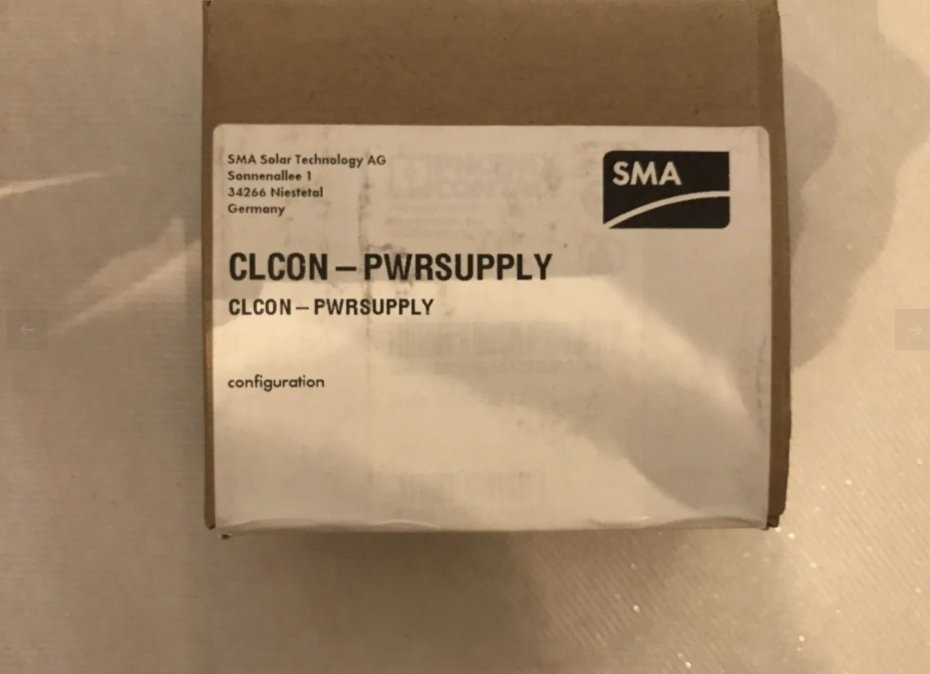 SMA Solar Technology AG
Sonnenallee 1
34266 Niestetal
Germany
SMA
CLCON – PWRSUPPLY
CLCON – PWRSUPPLY
configuration